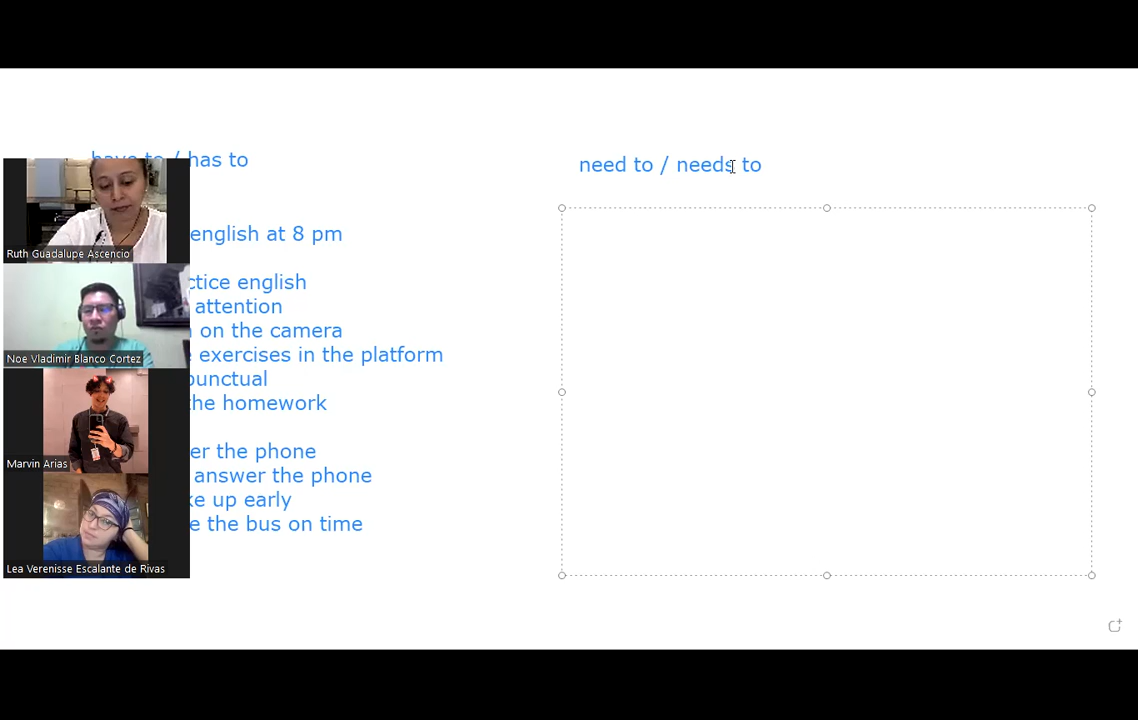 have to / has to
need to / needs to
english at 8 pm
ctice english
attention
on the camera
exercises in the platform
punctual
the homework
er the phone
answer the phone
ke up early
e the bus on time
Ruth Guadalupe Ascencio
Noe Vladimir Blanco Cortez
Marvin Arias
Lea Verenisse Escalante de Rivas